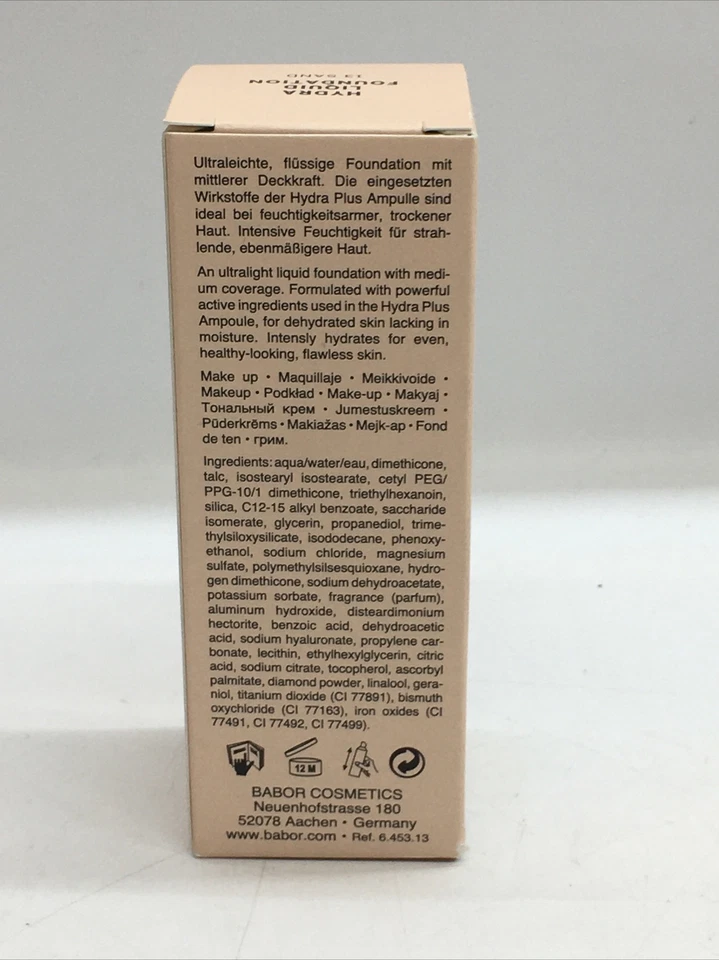 HYDRA
LIQUID
FOUNDATION
13 SAND
Ultraleichte, flüssige Foundation mit
mittlerer Deckkraft. Die eingesetzten
Wirkstoffe der Hydra Plus Ampulle sind
ideal bei feuchtigkeitsarmer, trockener
Haut. Intensive Feuchtigkeit für strah-
lende, ebenmäßigere Haut.
An ultralight liquid foundation with medi-
um coverage. Formulated with powerful
active ingredients used in the Hydra Plus
Ampoule, for dehydrated skin lacking in
moisture. Intensly hydrates for even,
healthy-looking, flawless skin.
Make up • Maquillaje • Meikkivoide •
Makeup • Podkład • Make-up • Makyaj •
Тональный крем • Jumestuskreem •
Pūderkrēms • Makiažas • Mejk-ap • Fond
de ten • грим.
Ingredients: aqua/water/eau, dimethicone,
talc, isostearyl isostearate, cetyl PEG/
PPG-10/1 dimethicone, triethylhexanoin,
silica, C12-15 alkyl benzoate, saccharide
isomerate, glycerin, propanediol, trime-
thylsiloxysilicate, isododecane, phenoxy-
ethanol, sodium chloride, magnesium
sulfate, polymethylsilsesquioxane, hydro-
gen dimethicone, sodium dehydroacetate,
potassium sorbate, fragrance (parfum),
aluminum hydroxide, disteardimonium
hectorite, benzoic acid, dehydroacetic
acid, sodium hyaluronate, propylene car-
bonate, lecithin, ethylhexylglycerin, citric
acid, sodium citrate, tocopherol, ascorbyl
palmitate, diamond powder, linalool, gera-
niol, titanium dioxide (CI 77891), bismuth
oxychloride (CI 77163), iron oxides (CI
77491, CI 77492, CI 77499).
12 M
BABOR COSMETICS
Neuenhofstrasse 180
52078 Aachen • Germany
www.babor.com • Ref. 6.453.13